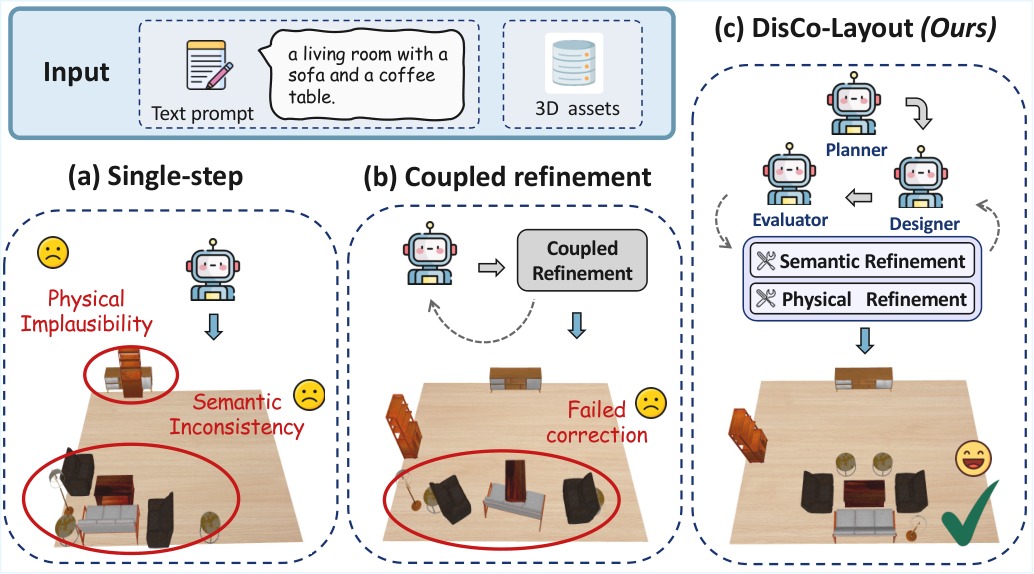 Input
Text prompt
a living room with a
sofa and a coffee
table.
3D assets
(a) Single-step
Physical
Implausibility
Semantic
Inconsistency
(b) Coupled refinement
Coupled
Refinement
Failed
correction
(c) DisCo-Layout (Ours)
Planner
Evaluator
Designer
Semantic Refinement
Physical Refinement